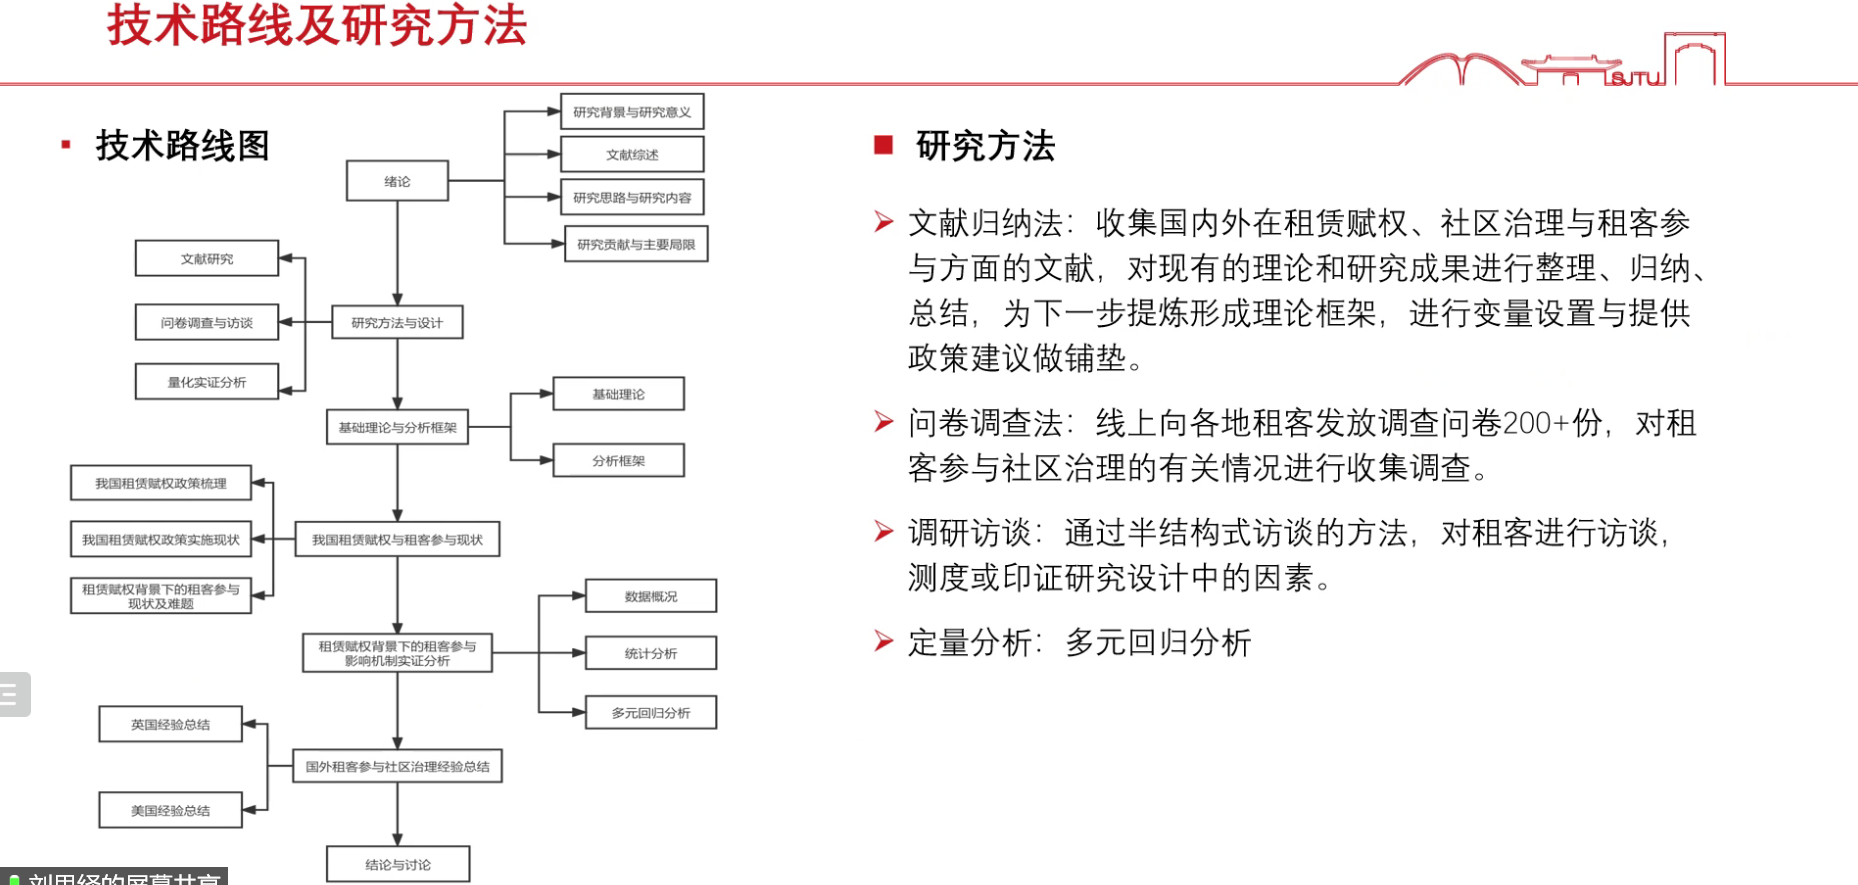 技术路线及研究方法
SJTU
技术路线图
绪论
研究背景与研究意义
文献综述
研究思路与研究内容
研究贡献与主要局限
文献研究
问卷调查与访谈
量化实证分析
研究方法与设计
基础理论与分析框架
基础理论
分析框架
我国租赁赋权政策梳理
我国租赁赋权政策实施现状
租赁赋权背景下的租客参与
现状及难题
我国租赁赋权与租客参与现状
租赁赋权背景下的租客参与
影响机制实证分析
数据概况
统计分析
多元回归分析
英国经验总结
美国经验总结
国外租客参与社区治理经验总结
结论与讨论
研究方法
文献归纳法：收集国内外在租赁赋权、社区治理与租客参
与方面的文献，对现有的理论和研究成果进行整理、归纳、
总结，为下一步提炼形成理论框架，进行变量设置与提供
政策建议做铺垫。
问卷调查法：线上向各地租客发放调查问卷200+份，对租
客参与社区治理的有关情况进行收集调查。
调研访谈：通过半结构式访谈的方法，对租客进行访谈，
测度或印证研究设计中的因素。
定量分析：多元回归分析
的屏幕共享